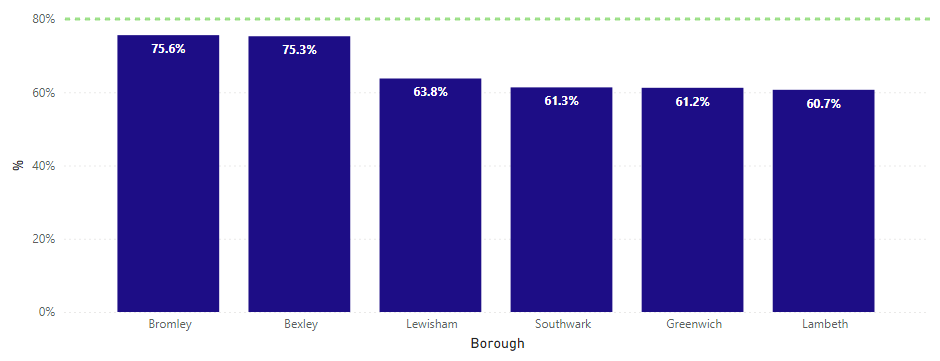 80%
60%
40%
20%
0%
%
75.6%
75.3%
63.8%
61.3%
61.2%
60.7%
Bromley
Bexley
Lewisham
Southwark
Greenwich
Lambeth
Borough